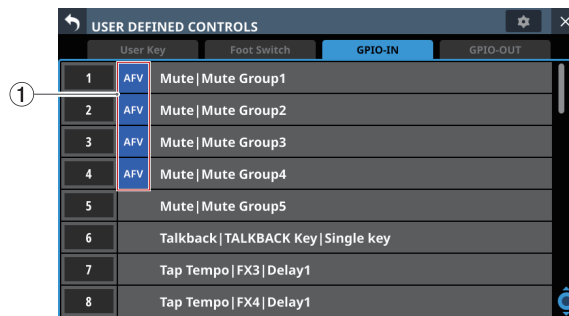 USER DEFINED CONTROLS
User Key Foot Switch GPIO-IN GPIO-OUT
①
1 AFV Mute|Mute Group1
2 AFV Mute|Mute Group2
3 AFV Mute|Mute Group3
4 AFV Mute|Mute Group4
5 Mute|Mute Group5
6 Talkback|TALKBACK Key|Single key
7 Tap Tempo|FX3|Delay1
8 Tap Tempo|FX4|Delay1